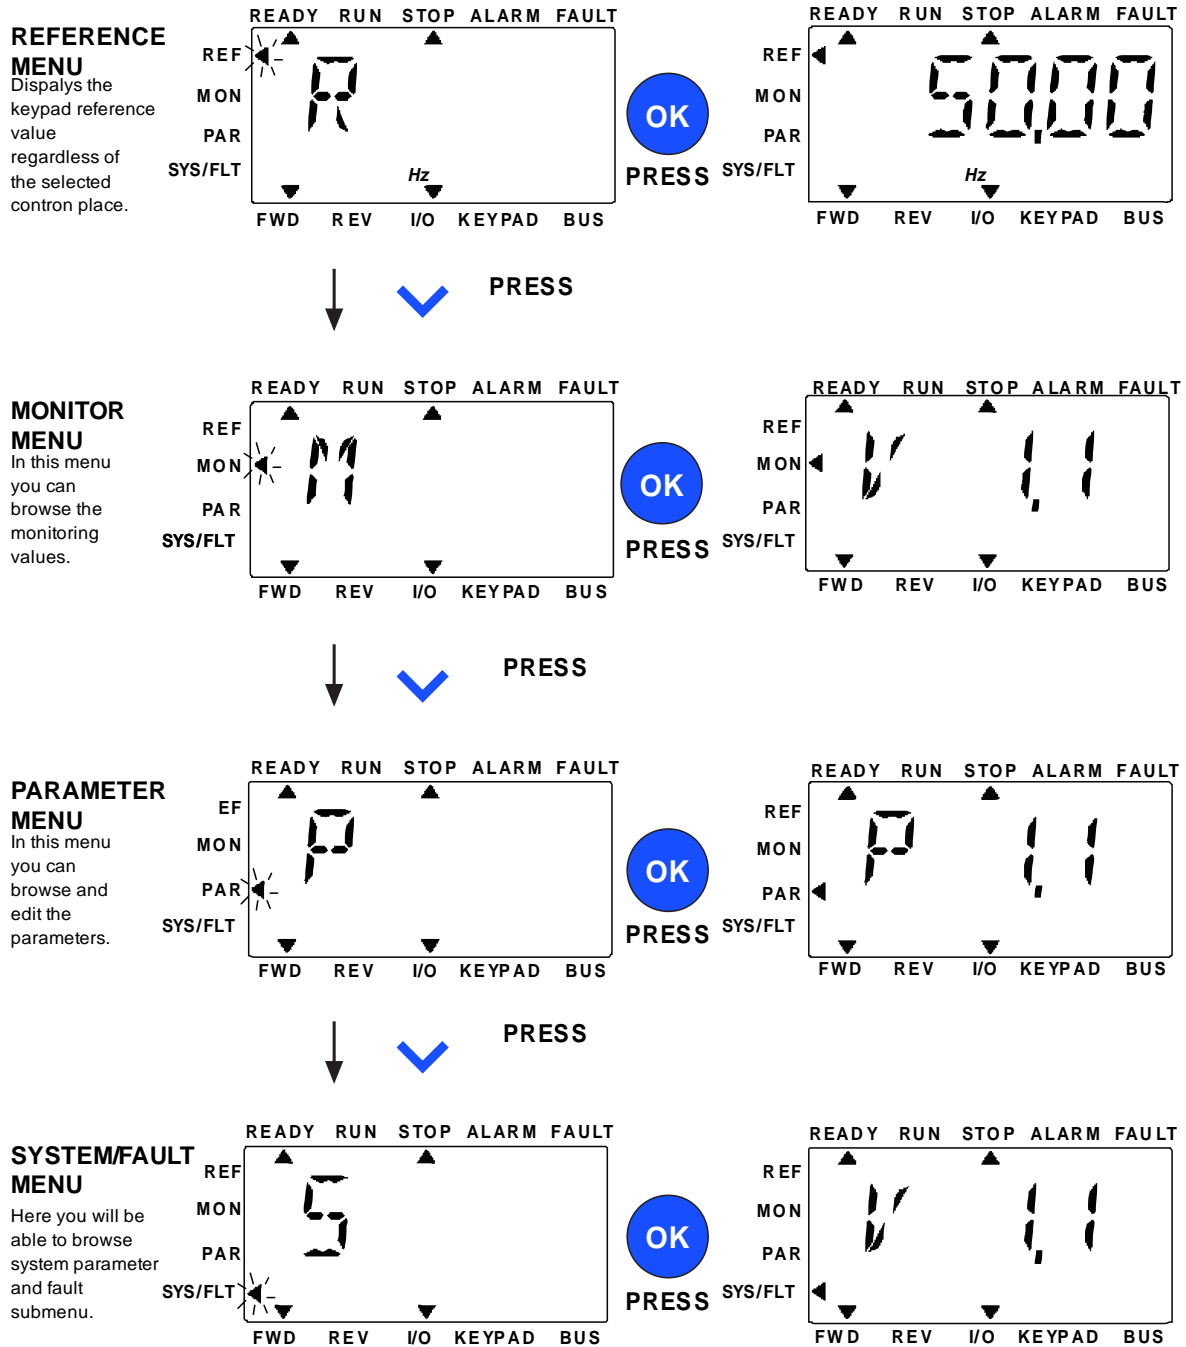 READY RUN STOP ALARM FAULT
REFERENCE
MENU
Dispalys the
keypad reference
value
regardless of
the selected
contron place.
REF
MON
PAR
SYS/FLT
R
Hz
FWD REV I/O KEYPAD BUS
OK
PRESS
READY RUN STOP ALARM FAULT
REF
MON
PAR
SYS/FLT
50,00
Hz
FWD REV I/O KEYPAD BUS
PRESS
READY RUN STOP ALARM FAULT
MONITOR
MENU
In this menu
you can
browse the
monitoring
values.
REF
MON
PAR
SYS/FLT
M
FWD REV I/O KEYPAD BUS
OK
PRESS
READY RUN STOP ALARM FAULT
REF
MON
PAR
SYS/FLT
V 1,1
FWD REV I/O KEYPAD BUS
PRESS
READY RUN STOP ALARM FAULT
PARAMETER
MENU
In this menu
you can
browse and
edit the
parameters.
EF
MON
PAR
SYS/FLT
P
FWD REV I/O KEYPAD BUS
OK
PRESS
READY RUN STOP ALARM FAULT
REF
MON
PAR
SYS/FLT
P 1,1
FWD REV I/O KEYPAD BUS
PRESS
READY RUN STOP ALARM FAULT
SYSTEM/FAULT
MENU
Here you will be
able to browse
system parameter
and fault
submenu.
REF
MON
PAR
SYS/FLT
S
FWD REV I/O KEYPAD BUS
OK
PRESS
READY RUN STOP ALARM FAULT
REF
MON
PAR
SYS/FLT
V 1,1
FWD REV I/O KEYPAD BUS